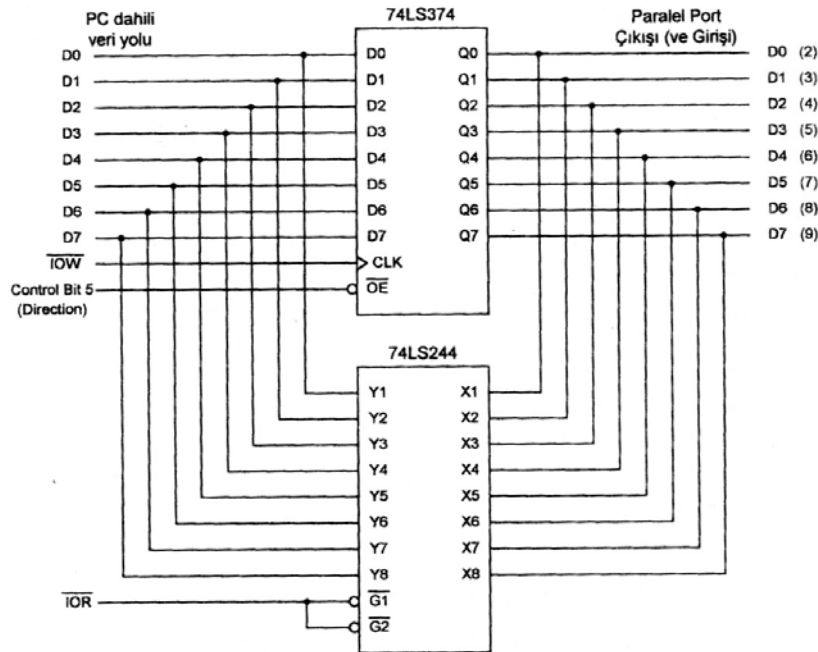 PC dahili
veri yolu
74LS374
Paralel Port
Çıkışı (ve Girişi)
D0 D0 Q0 D0 (2)
D1 D1 Q1 D1 (3)
D2 D2 Q2 D2 (4)
D3 D3 Q3 D3 (5)
D4 D4 Q4 D4 (6)
D5 D5 Q5 D5 (7)
D6 D6 Q6 D6 (8)
D7 D7 Q7 D7 (9)
IOW CLK
Control Bit 5 OE
(Direction)
74LS244
Y1 X1
Y2 X2
Y3 X3
Y4 X4
Y5 X5
Y6 X6
Y7 X7
Y8 X8
IOR G1
G2